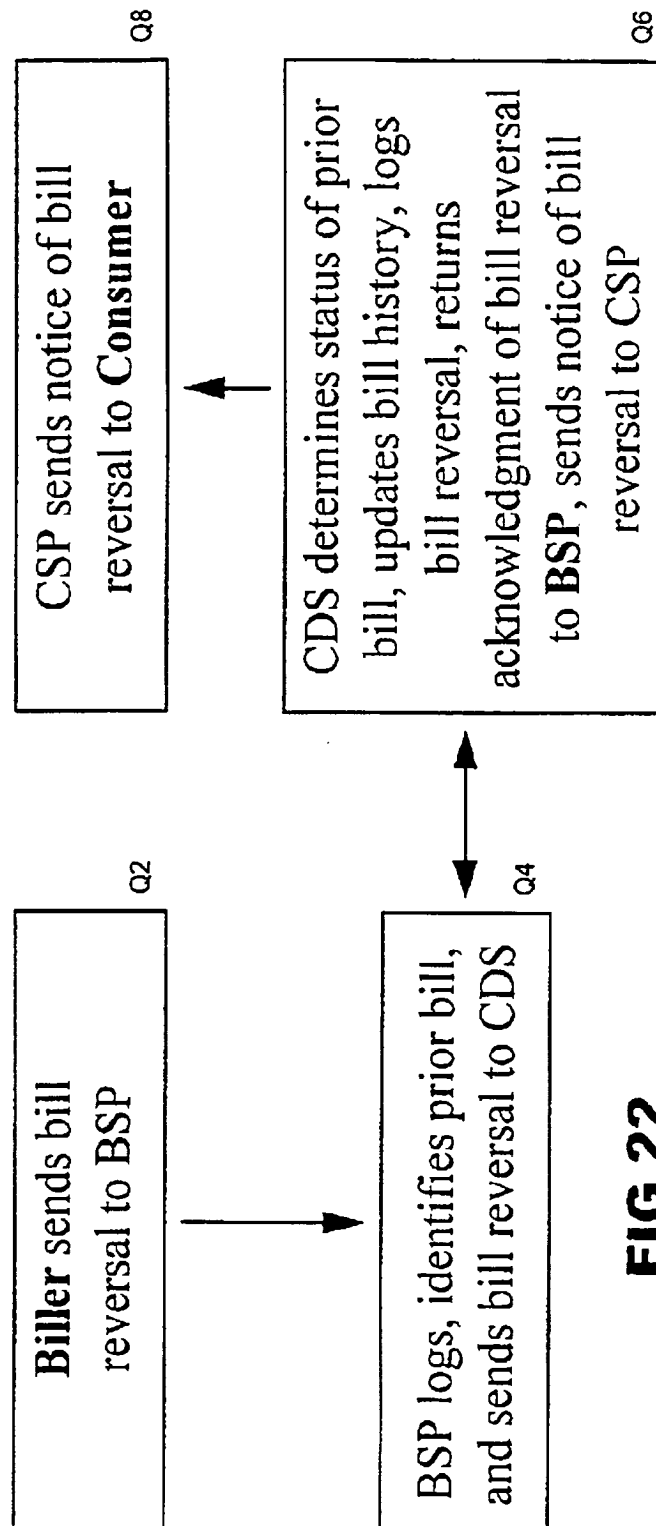 Biller sends bill
reversal to BSP
Q2
BSP logs, identifies prior bill,
and sends bill reversal to CDS
Q4
CDS determines status of prior
bill, updates bill history, logs
bill reversal, returns
acknowledgment of bill reversal
to BSP, sends notice of bill
reversal to CSP
Q6
CSP sends notice of bill
reversal to Consumer
Q8
FIG 22